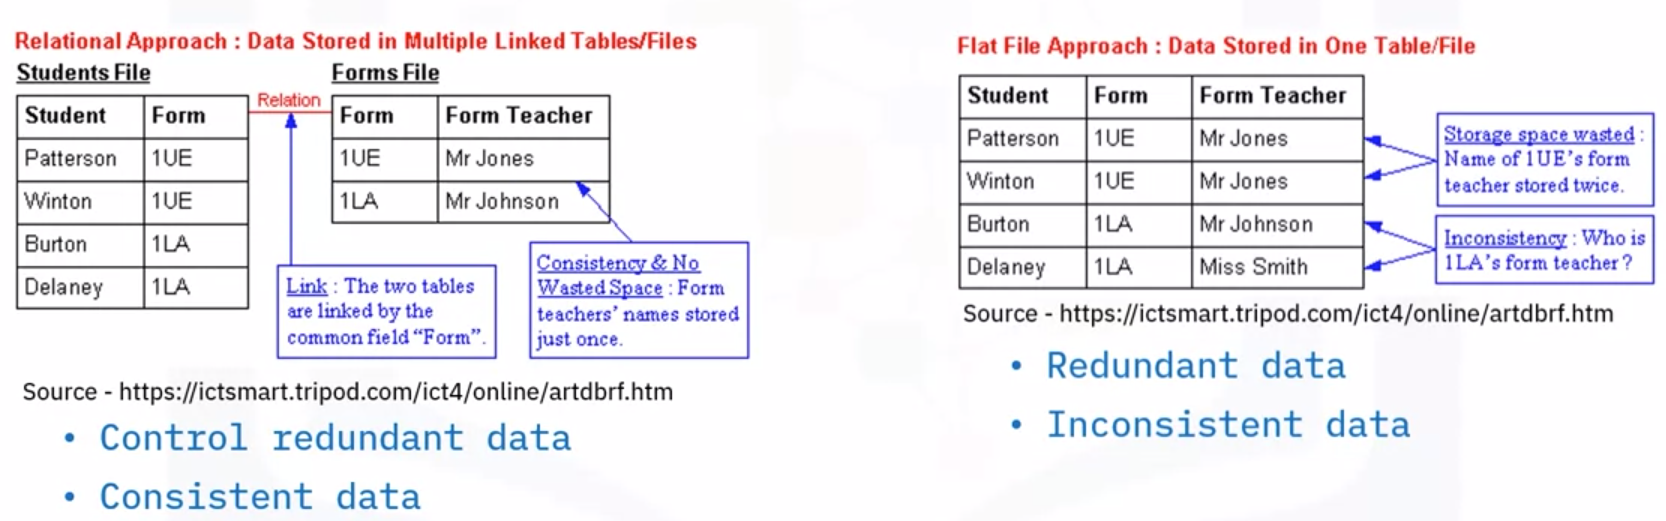 Relational Approach : Data Stored in Multiple Linked Tables/Files
Students File
Student Form
Patterson 1UE
Winton 1UE
Burton 1LA
Delaney 1LA
Relation
Forms File
Form Form Teacher
1UE Mr Jones
1LA Mr Johnson
Link : The two tables
are linked by the
common field “Form”.
Consistency & No
Wasted Space : Form
teachers’ names stored
just once.
Source - https://ictsmart.tripod.com/ict4/online/artdbrf.htm
• Control redundant data
• Consistent data
Flat File Approach : Data Stored in One Table/File
Student Form Form Teacher
Patterson 1UE Mr Jones
Winton 1UE Mr Jones
Burton 1LA Mr Johnson
Delaney 1LA Miss Smith
Storage space wasted :
Name of 1UE’s form
teacher stored twice.
Inconsistency : Who is
1LA’s form teacher?
Source - https://ictsmart.tripod.com/ict4/online/artdbrf.htm
• Redundant data
• Inconsistent data